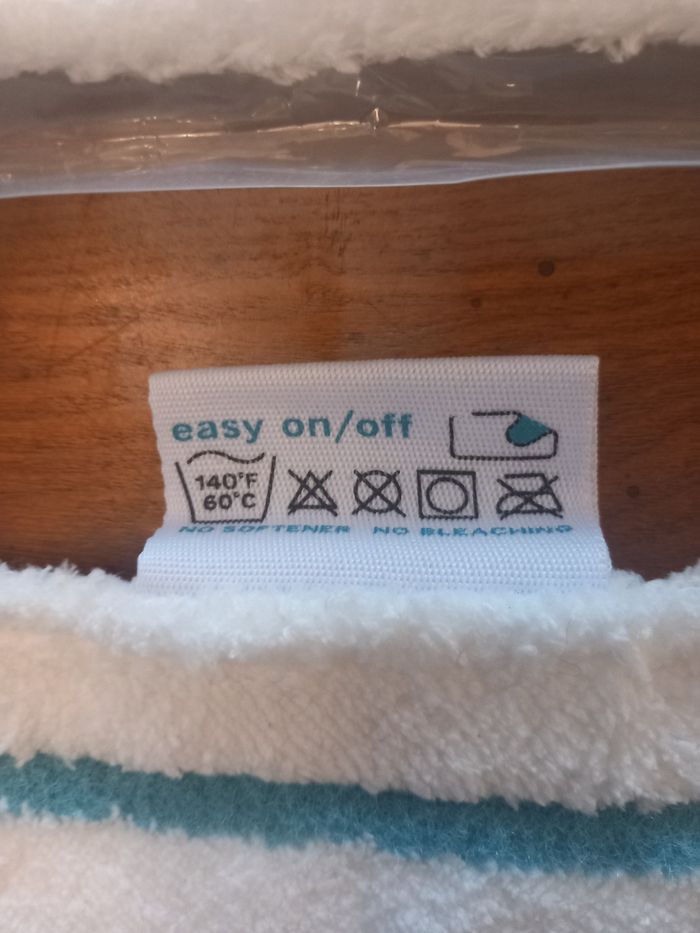 easy on/off
140°F
60°C
NO SOFTENER NO BLEACHING